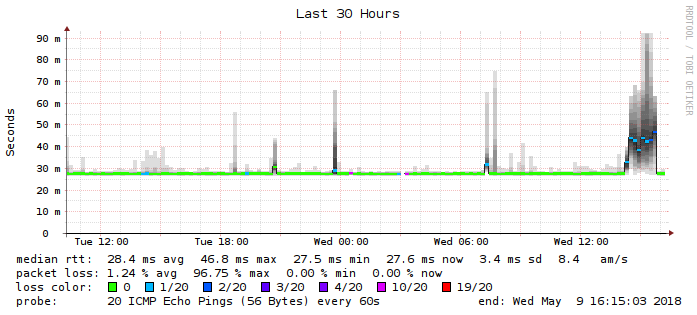 Last 30 Hours
RRDTOOL / TOBI OETIKER
Seconds
90 m
80 m
70 m
60 m
50 m
40 m
30 m
20 m
10 m
0
Tue 12:00 Tue 18:00 Wed 00:00 Wed 06:00 Wed 12:00
median rtt: 28.4 ms avg 46.8 ms max 27.5 ms min 27.6 ms now 3.4 ms sd 8.4 am/s
packet loss: 1.24 % avg 96.75 % max 0.00 % min 0.00 % now
loss color: 0 1/20 2/20 3/20 4/20 10/20 19/20
probe: 20 ICMP Echo Pings (56 Bytes) every 60s end: Wed May 9 16:15:03 2018